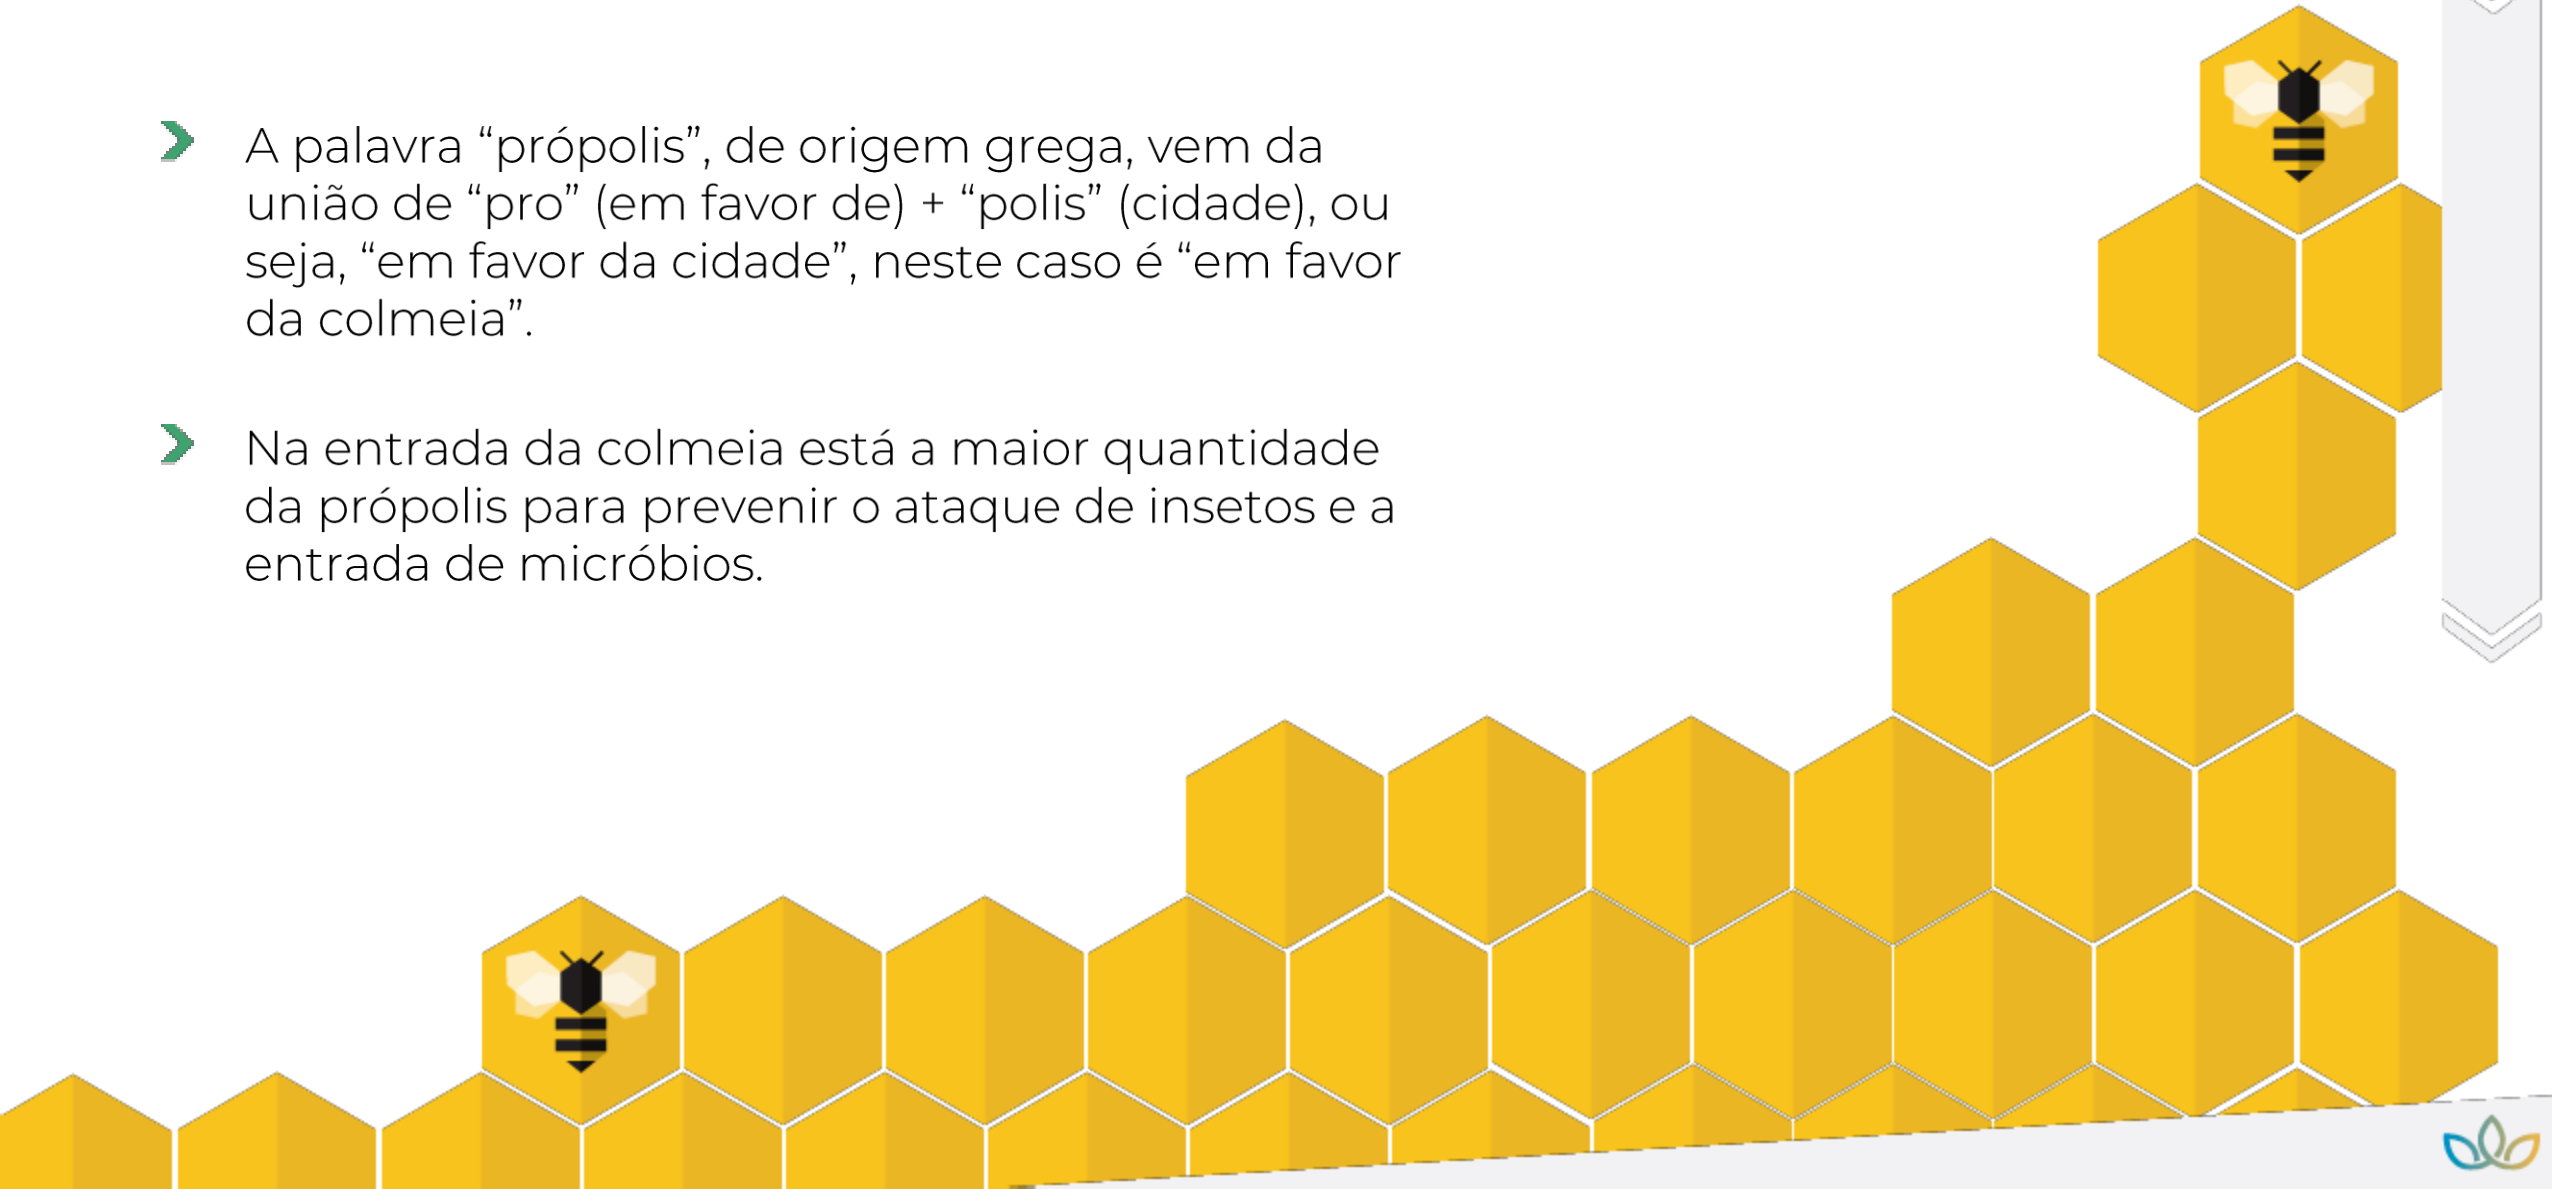 A palavra “própolis”, de origem grega, vem da
união de “pro” (em favor de) + “polis” (cidade), ou
seja, “em favor da cidade”, neste caso é “em favor
da colmeia”.
Na entrada da colmeia está a maior quantidade
da própolis para prevenir o ataque de insetos e a
entrada de micróbios.